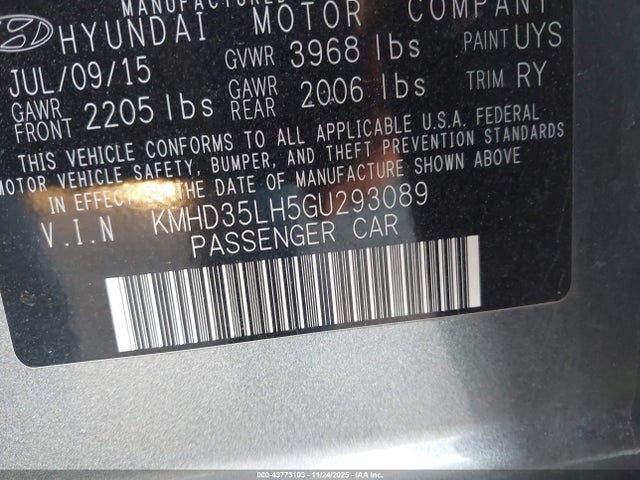 MANUFACTURED
HYUNDAI MOTOR COMPANY
JUL/09/15 GVWR 3968 lbs PAINT UYS
GAWR FRONT 2205 lbs GAWR REAR 2006 lbs TRIM RY
THIS VEHICLE CONFORMS TO ALL APPLICABLE U.S.A. FEDERAL
MOTOR VEHICLE SAFETY, BUMPER, AND THEFT PREVENTION STANDARDS
IN EFFECT ON THE DATE OF MANUFACTURE SHOWN ABOVE
V.I.N KMHD35LH5GU293089
PASSENGER CAR
000-43773103 - 11/24/2025 - IAA, Inc.